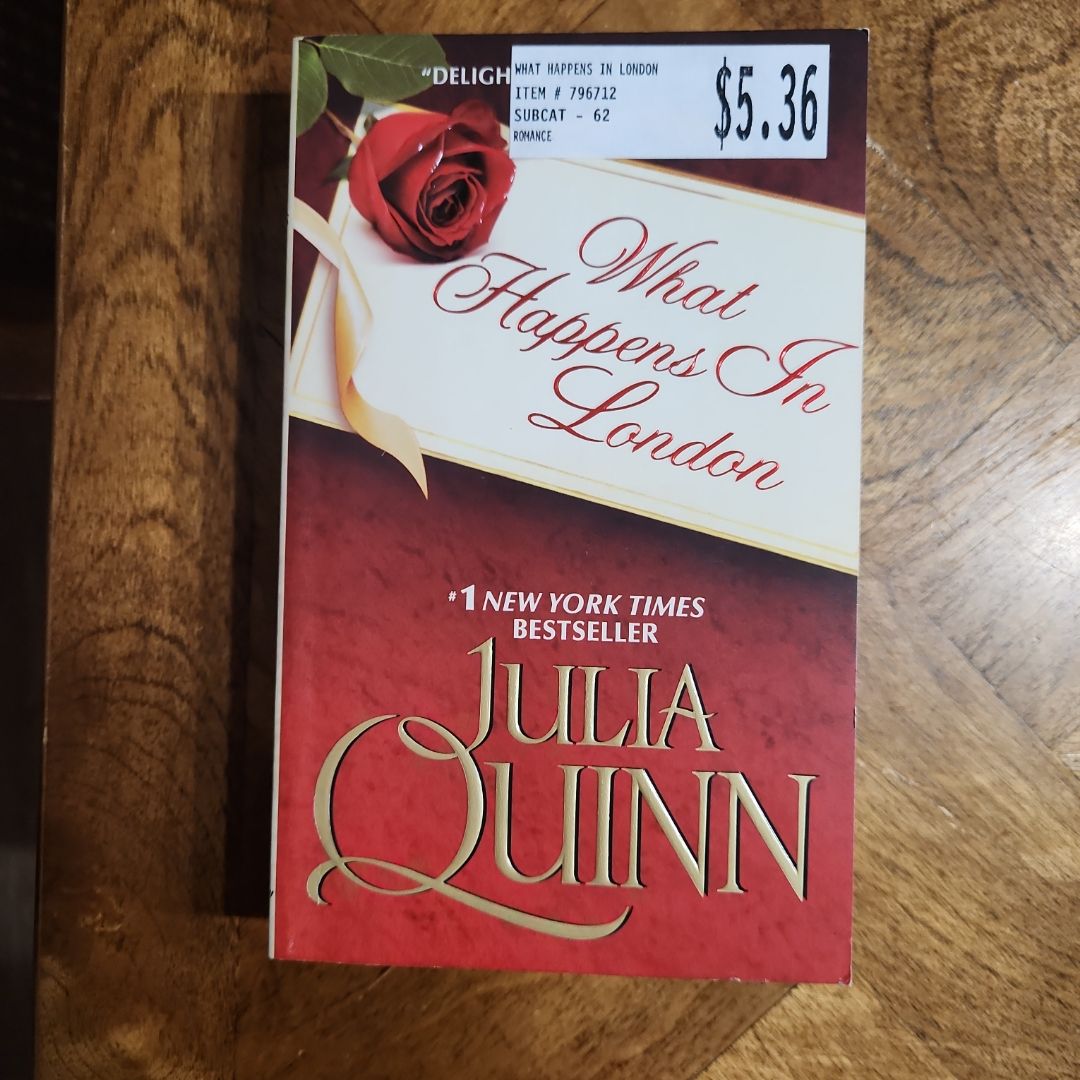 "DELIGH
WHAT HAPPENS IN LONDON
ITEM # 796712
SUBCAT - 62
ROMANCE
$5.36
What
Happens In
London
#1 NEW YORK TIMES
BESTSELLER
JULIA
QUINN